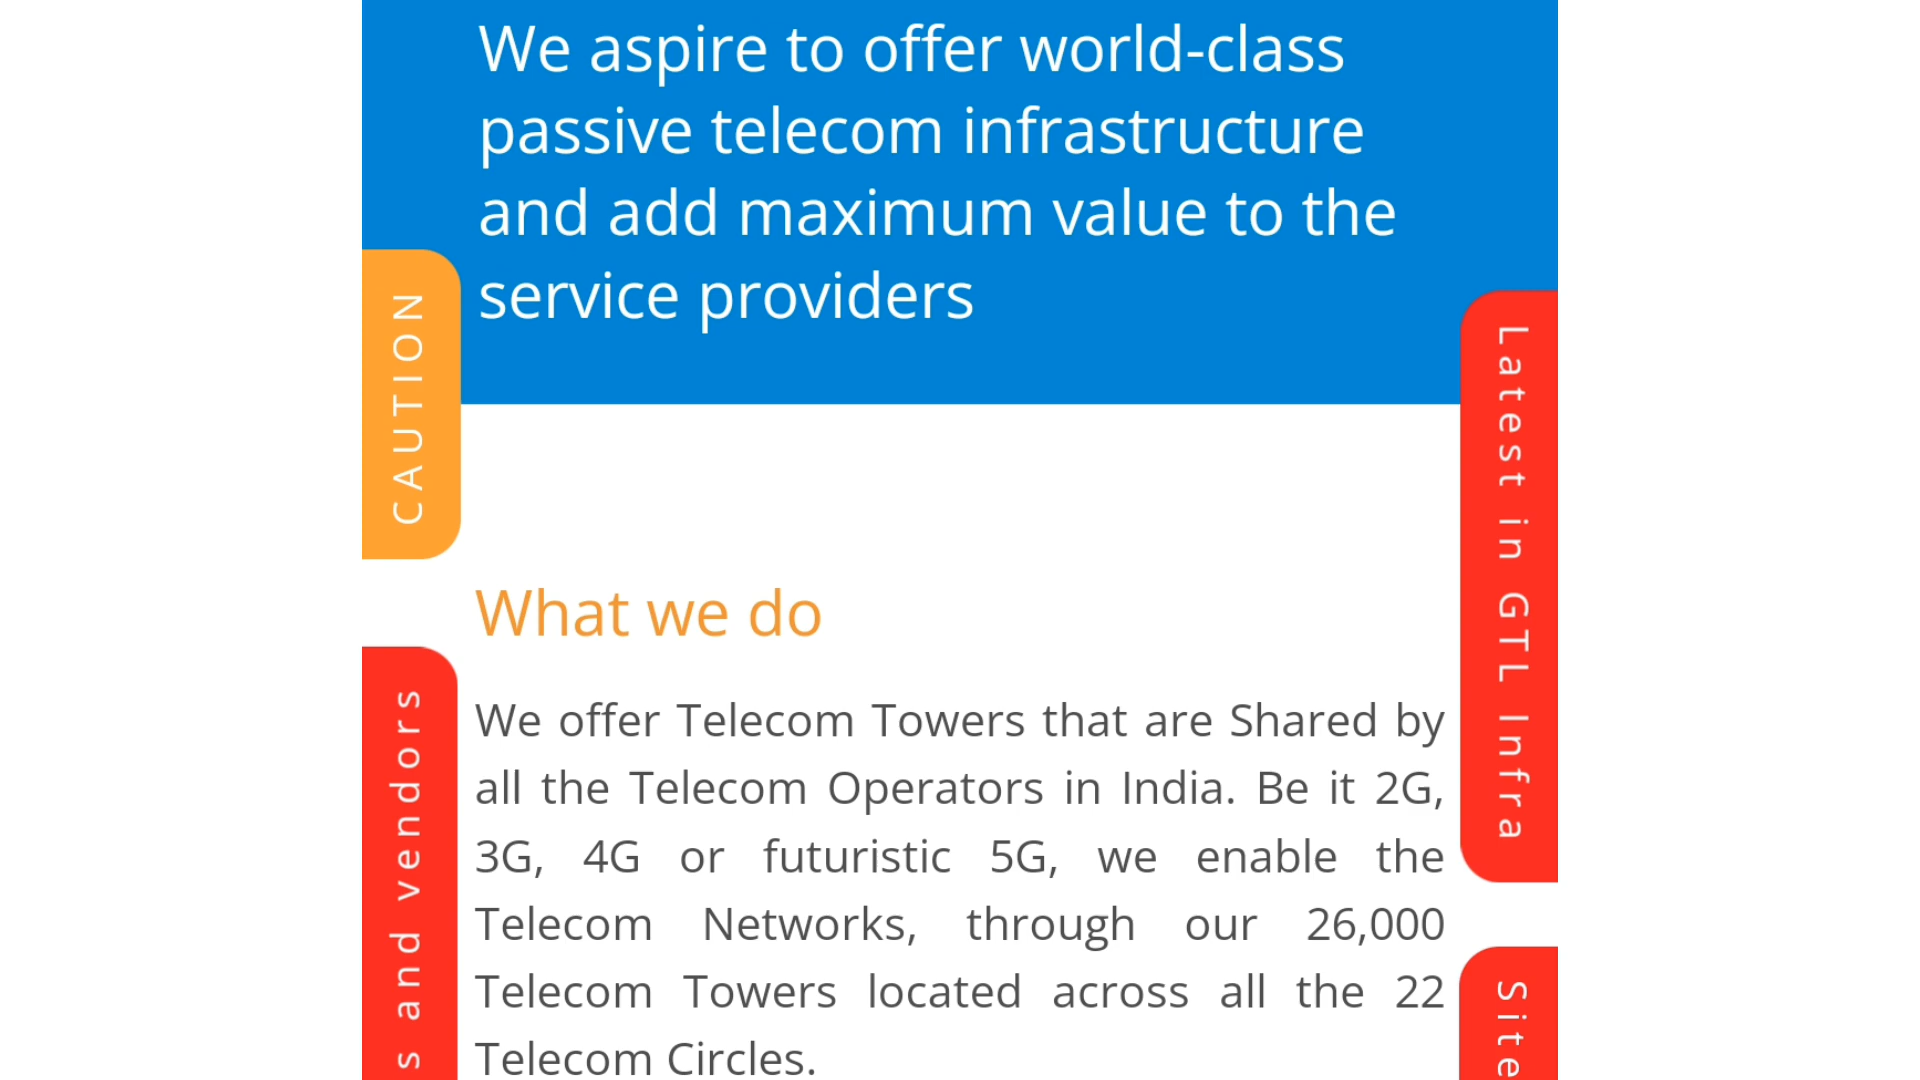 We aspire to offer world-class
passive telecom infrastructure
and add maximum value to the
service providers
CAUTION
Latest in GTL Infra
What we do
We offer Telecom Towers that are Shared by
all the Telecom Operators in India. Be it 2G,
3G, 4G or futuristic 5G, we enable the
Telecom Networks, through our 26,000
Telecom Towers located across all the 22
Telecom Circles.
s and vendors
Site